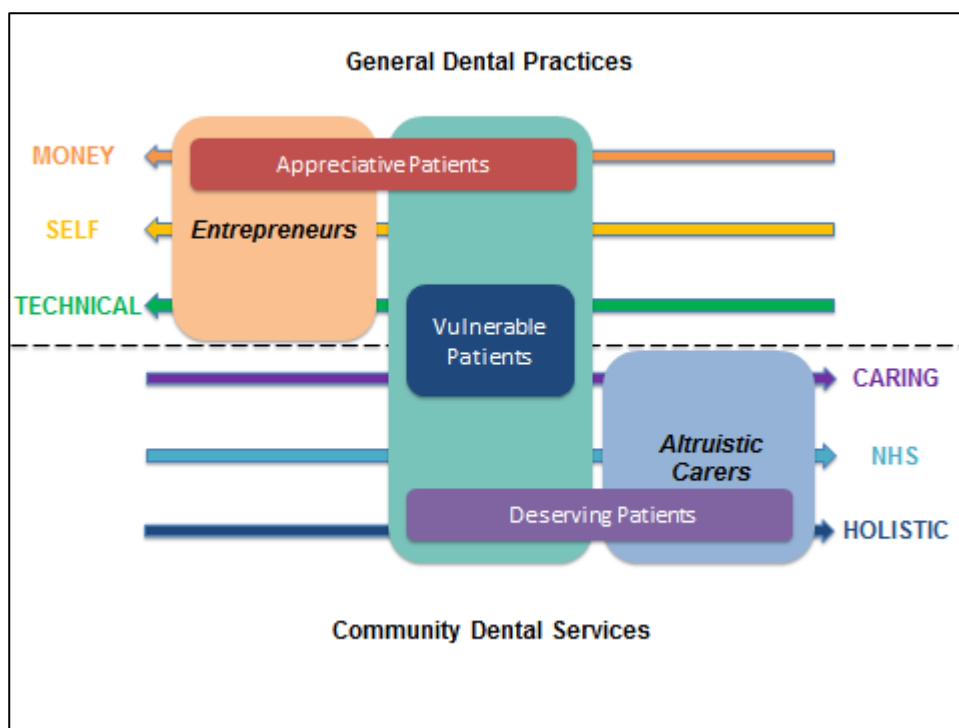 General Dental Practices
MONEY
Appreciative Patients
SELF
Entrepreneurs
TECHNICAL
Vulnerable
Patients
CARING
Altruistic
Carers
NHS
Deserving Patients
HOLISTIC
Community Dental Services